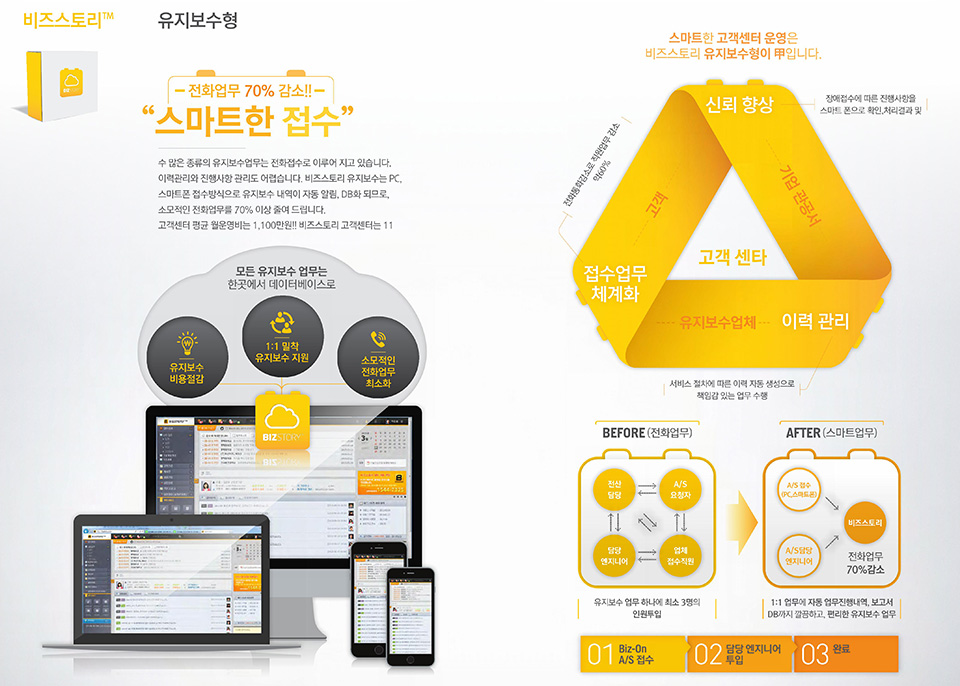 비즈스토리™
유지보수형
BIZSTORY
전화업무 70% 감소!!
“스마트한 접수”
수 많은 종류의 유지보수업무는 전화접수로 이루어 지고 있습니다.
이력관리와 진행사항 관리도 어렵습니다. 비즈스토리 유지보수는 PC,
스마트폰 접수방식으로 유지보수 내역이 자동 알림, DB화 되므로,
소모적인 전화업무를 70% 이상 줄여 드립니다.
고객센터 평균 월운영비는 1,100만원!! 비즈스토리 고객센터는 11
모든 유지보수 업무는
한곳에서 데이터베이스로
유지보수
비용절감
1:1 밀착
유지보수 지원
소모적인
전화업무
최소화
BIZSTORY
스마트한 고객센터 운영은
비즈스토리 유지보수형이 甲입니다.
신뢰 향상
장애접수에 따른 진행사항을
스마트 폰으로 확인,처리결과 및
전화통화감소로 직원업무 감소
약60%
고객
기업 관공서
고객 센타
접수업무
체계화
유지보수업체
이력 관리
서비스 절차에 따른 이력 자동 생성으로
책임감 있는 업무 수행
BEFORE (전화업무)
전산
담당
A/S
요청자
담당
엔지니어
업체
접수직원
유지보수 업무 하나에 최소 3명의
인원투입
AFTER (스마트업무)
A/S 접수
(PC,스마트폰)
비즈스토리
A/S담당
엔지니어
전화업무
70%감소
1:1 업무에 자동 업무진행내역, 보고서
DB까지 깔끔하고, 편리한 유지보수 업무
01 Biz-On
A/S 접수
02 담당 엔지니어
투입
03 완료